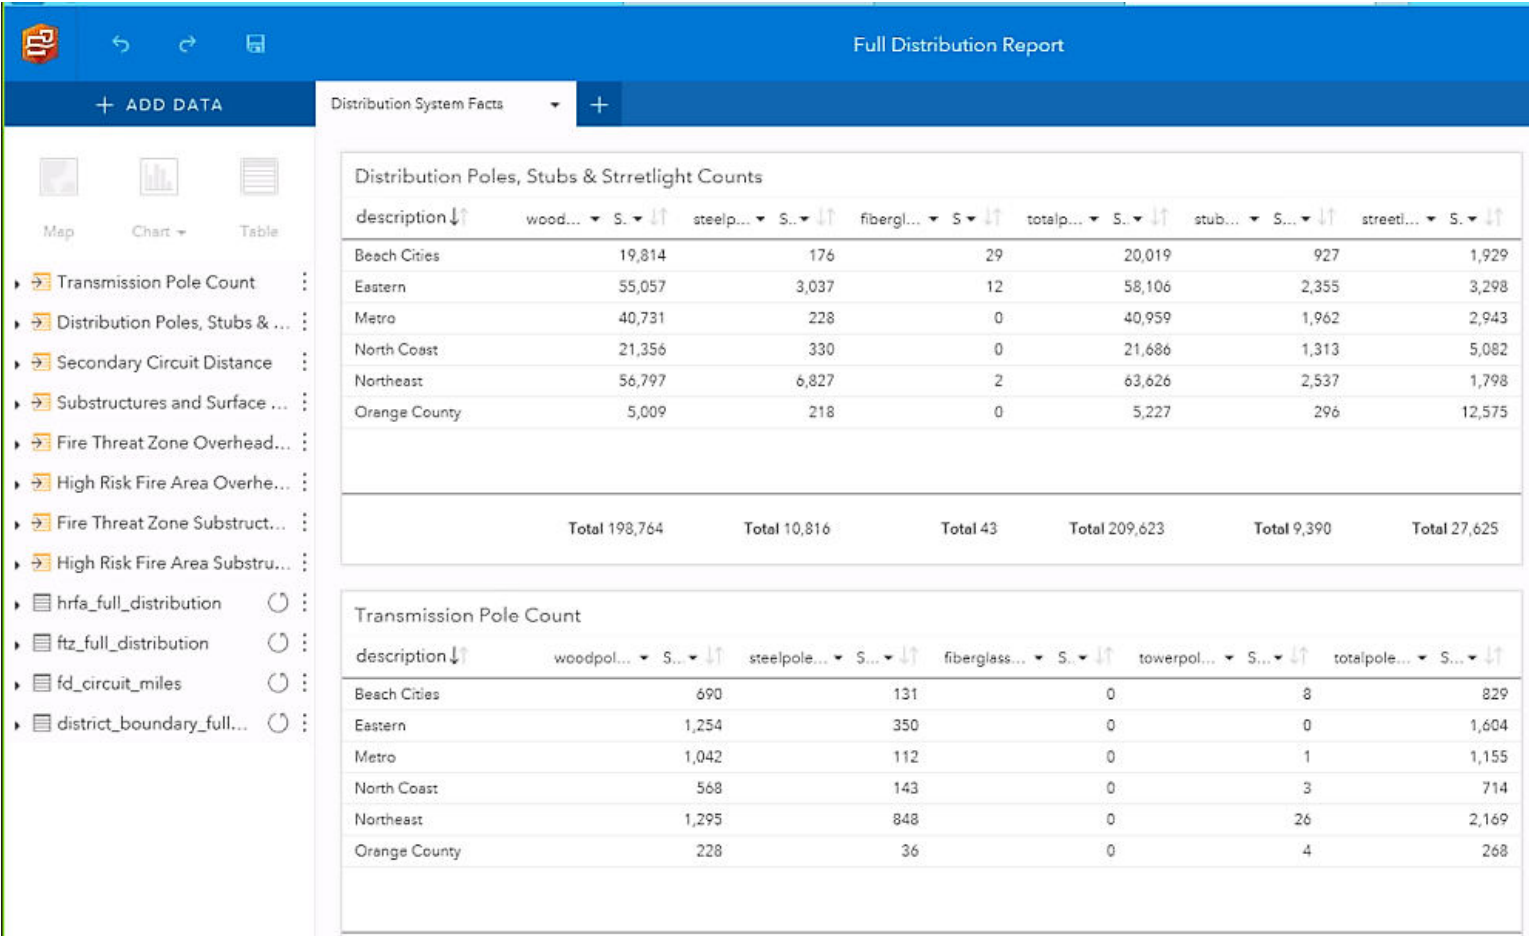 Full Distribution Report
+ ADD DATA
Distribution System Facts
+
Map Chart Table
Transmission Pole Count
Distribution Poles, Stubs & ...
Secondary Circuit Distance
Substructures and Surface ...
Fire Threat Zone Overhead...
High Risk Fire Area Overhe...
Fire Threat Zone Substruct...
High Risk Fire Area Substru...
hrfa_full_distribution
ftz_full_distribution
fd_circuit_miles
district_boundary_full...
Distribution Poles, Stubs & Strretlight Counts
description wood... S.. steelp... S.. fibergl... S totalp... S.. stub... S... streetl... S.
Beach Cities 19,814 176 29 20,019 927 1,929
Eastern 55,057 3,037 12 58,106 2,355 3,298
Metro 40,731 228 0 40,959 1,962 2,943
North Coast 21,356 330 0 21,686 1,313 5,082
Northeast 56,797 6,827 2 63,626 2,537 1,798
Orange County 5,009 218 0 5,227 296 12,575
Total 198,764 Total 10,816 Total 43 Total 209,623 Total 9,390 Total 27,625
Transmission Pole Count
description woodpol... S... steelpole... S... fiberglass... S.. towerpol... S... totalpole... S...
Beach Cities 690 131 0 8 829
Eastern 1,254 350 0 0 1,604
Metro 1,042 112 0 1 1,155
North Coast 568 143 0 3 714
Northeast 1,295 848 0 26 2,169
Orange County 228 36 0 4 268